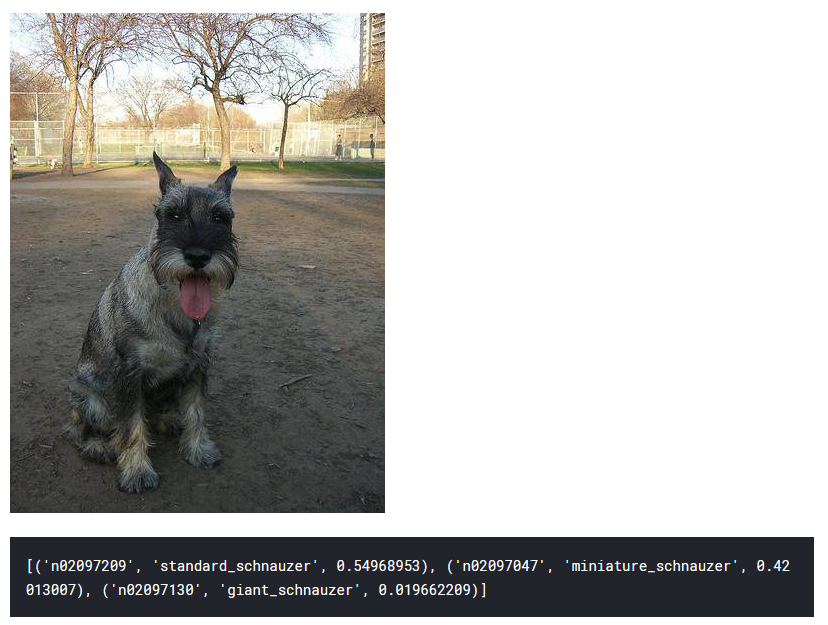 [('n02097209', 'standard_schnauzer', 0.54968953), ('n02097047', 'miniature_schnauzer', 0.42
013007), ('n02097130', 'giant_schnauzer', 0.019662209)]